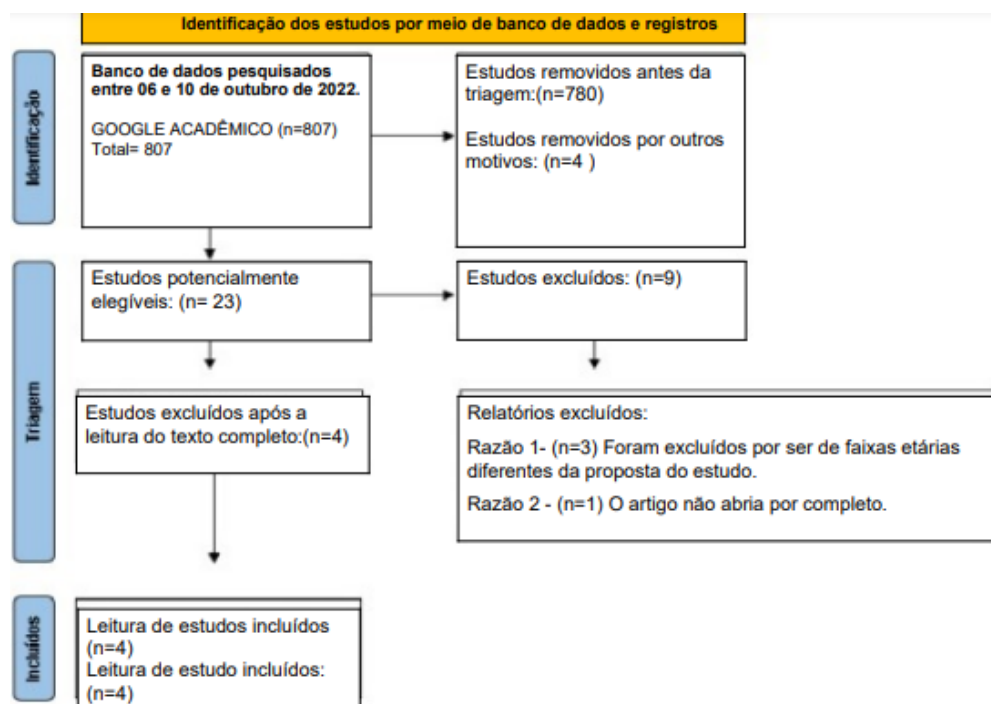 Identificação dos estudos por meio de banco de dados e registros
Identificação
Banco de dados pesquisados
entre 06 e 10 de outubro de 2022.
GOOGLE ACADÊMICO (n=807)
Total= 807
Estudos removidos antes da
triagem:(n=780)
Estudos removidos por outros
motivos: (n=4 )
Triagem
Estudos potencialmente
elegíveis: (n= 23)
Estudos excluídos: (n=9)
Estudos excluídos após a
leitura do texto completo:(n=4)
Relatórios excluídos:
Razão 1- (n=3) Foram excluídos por ser de faixas etárias
diferentes da proposta do estudo.
Razão 2 - (n=1) O artigo não abria por completo.
Incluídos
Leitura de estudos incluídos
(n=4)
Leitura de estudo incluídos:
(n=4)